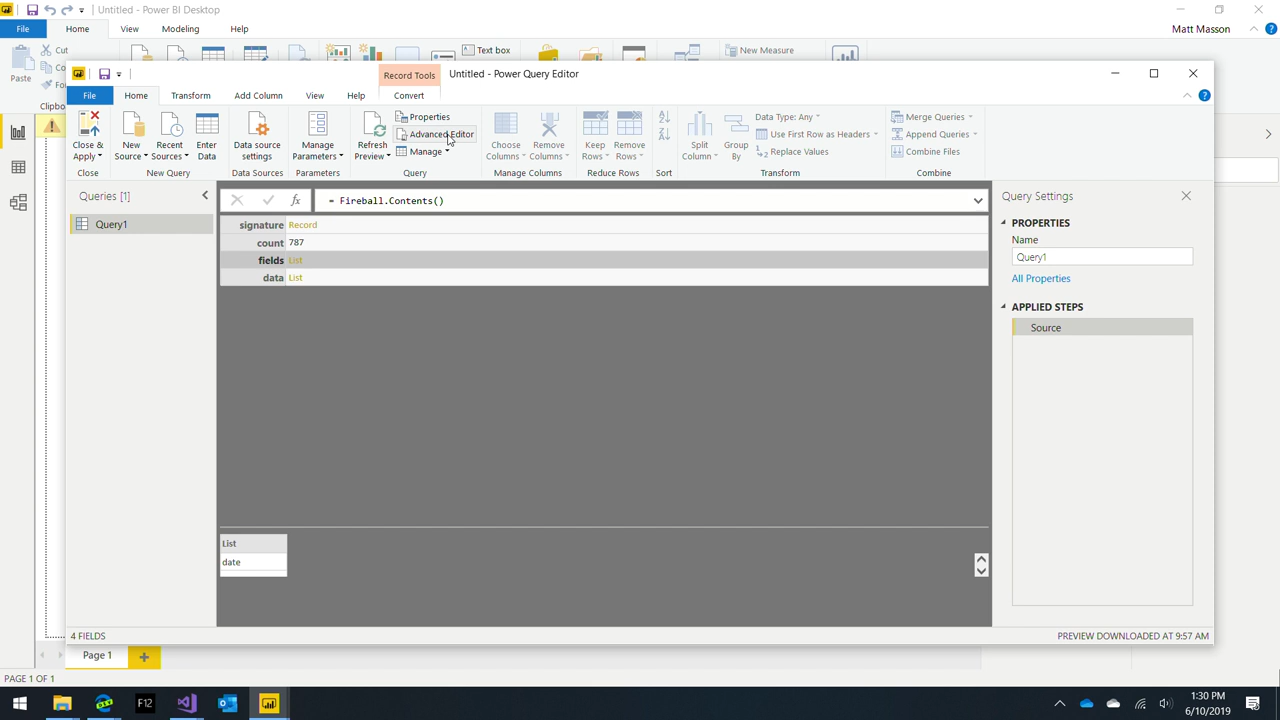 Untitled - Power BI Desktop
File
Home
View
Modeling
Help
Matt Masson
Paste
Cut
Text box
New Measure
Clipbo
Record Tools
Untitled - Power Query Editor
File
Home
Transform
Add Column
View
Help
Convert
Close & Apply
New Source
Recent Sources
Enter Data
Data source settings
Manage Parameters
Refresh Preview
Properties
Advanced Editor
Manage
Choose Columns
Remove Columns
Keep Rows
Remove Rows
Split Column
Group By
Data Type: Any
Use First Row as Headers
Replace Values
Merge Queries
Append Queries
Combine Files
Close
New Query
Data Sources
Parameters
Query
Manage Columns
Reduce Rows
Sort
Transform
Combine
Queries [1]
Query1
fx
= Fireball.Contents()
signature Record
count 787
fields List
data List
List
date
Query Settings
PROPERTIES
Name
Query1
All Properties
APPLIED STEPS
Source
4 FIELDS
PREVIEW DOWNLOADED AT 9:57 AM
Page 1
PAGE 1 OF 1
F12
1:30 PM
6/10/2019